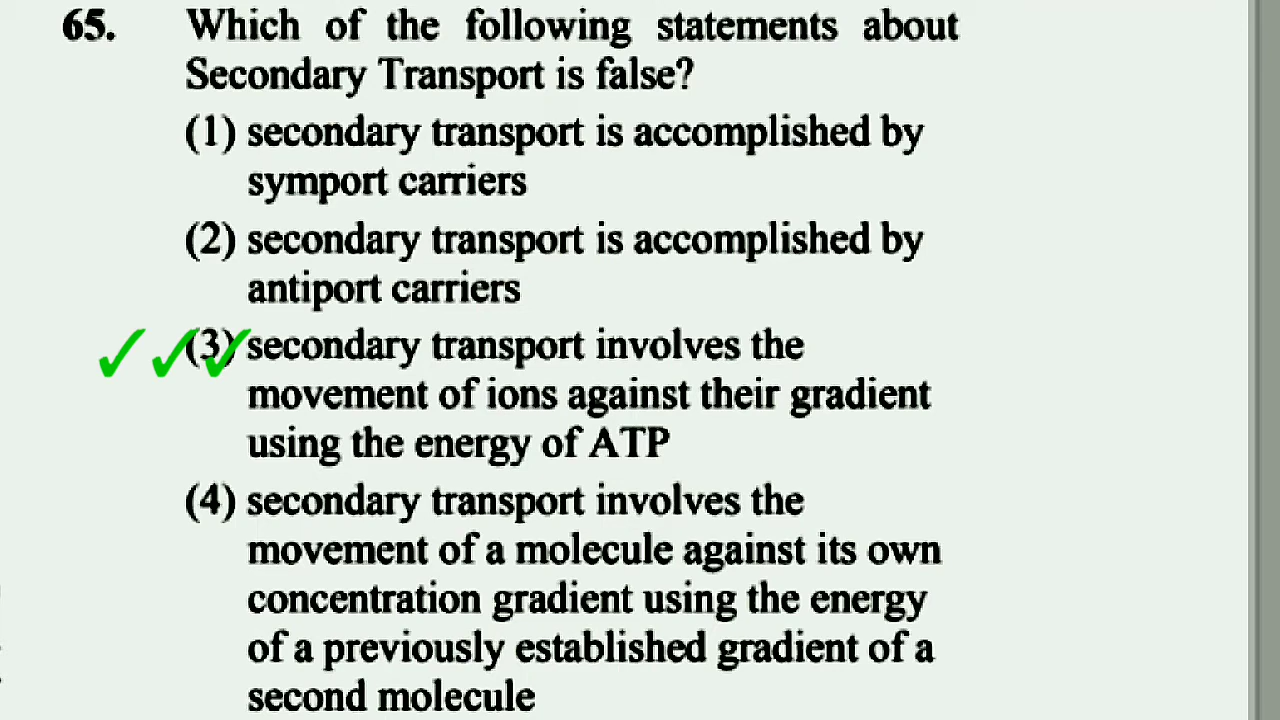 65. Which of the following statements about
Secondary Transport is false?
(1) secondary transport is accomplished by
symport carriers
(2) secondary transport is accomplished by
antiport carriers
✓✓✓(3) secondary transport involves the
movement of ions against their gradient
using the energy of ATP
(4) secondary transport involves the
movement of a molecule against its own
concentration gradient using the energy
of a previously established gradient of a
second molecule